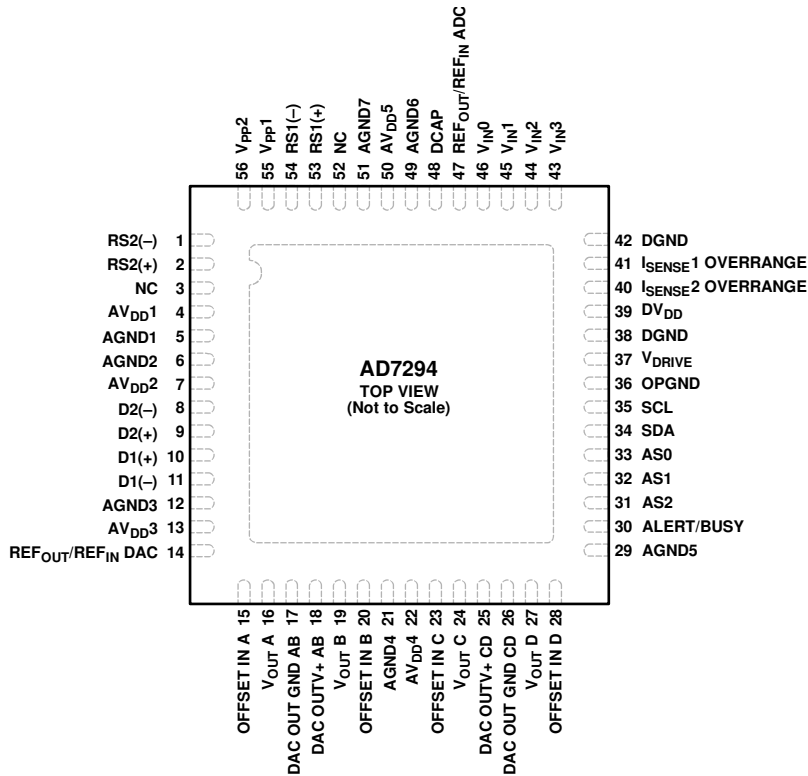 56 VPP2
55 VPP1
54 RS1(–)
53 RS1(+)
52 NC
51 AGND7
50 AVDD5
49 AGND6
48 DCAP
47 REFOUT/REFIN ADC
46 VIN0
45 VIN1
44 VIN2
43 VIN3
RS2(–) 1
RS2(+) 2
NC 3
AVDD1 4
AGND1 5
AGND2 6
AVDD2 7
D2(–) 8
D2(+) 9
D1(+) 10
D1(–) 11
AGND3 12
AVDD3 13
REFOUT/REFIN DAC 14
AD7294
TOP VIEW
(Not to Scale)
42 DGND
41 ISENSE1 OVERRANGE
40 ISENSE2 OVERRANGE
39 DVDD
38 DGND
37 VDRIVE
36 OPGND
35 SCL
34 SDA
33 AS0
32 AS1
31 AS2
30 ALERT/BUSY
29 AGND5
OFFSET IN A 15
VOUT A 16
DAC OUT GND AB 17
DAC OUTV+ AB 18
VOUT B 19
OFFSET IN B 20
AGND4 21
AVDD4 22
OFFSET IN C 23
VOUT C 24
DAC OUTV+ CD 25
DAC OUT GND CD 26
VOUT D 27
OFFSET IN D 28